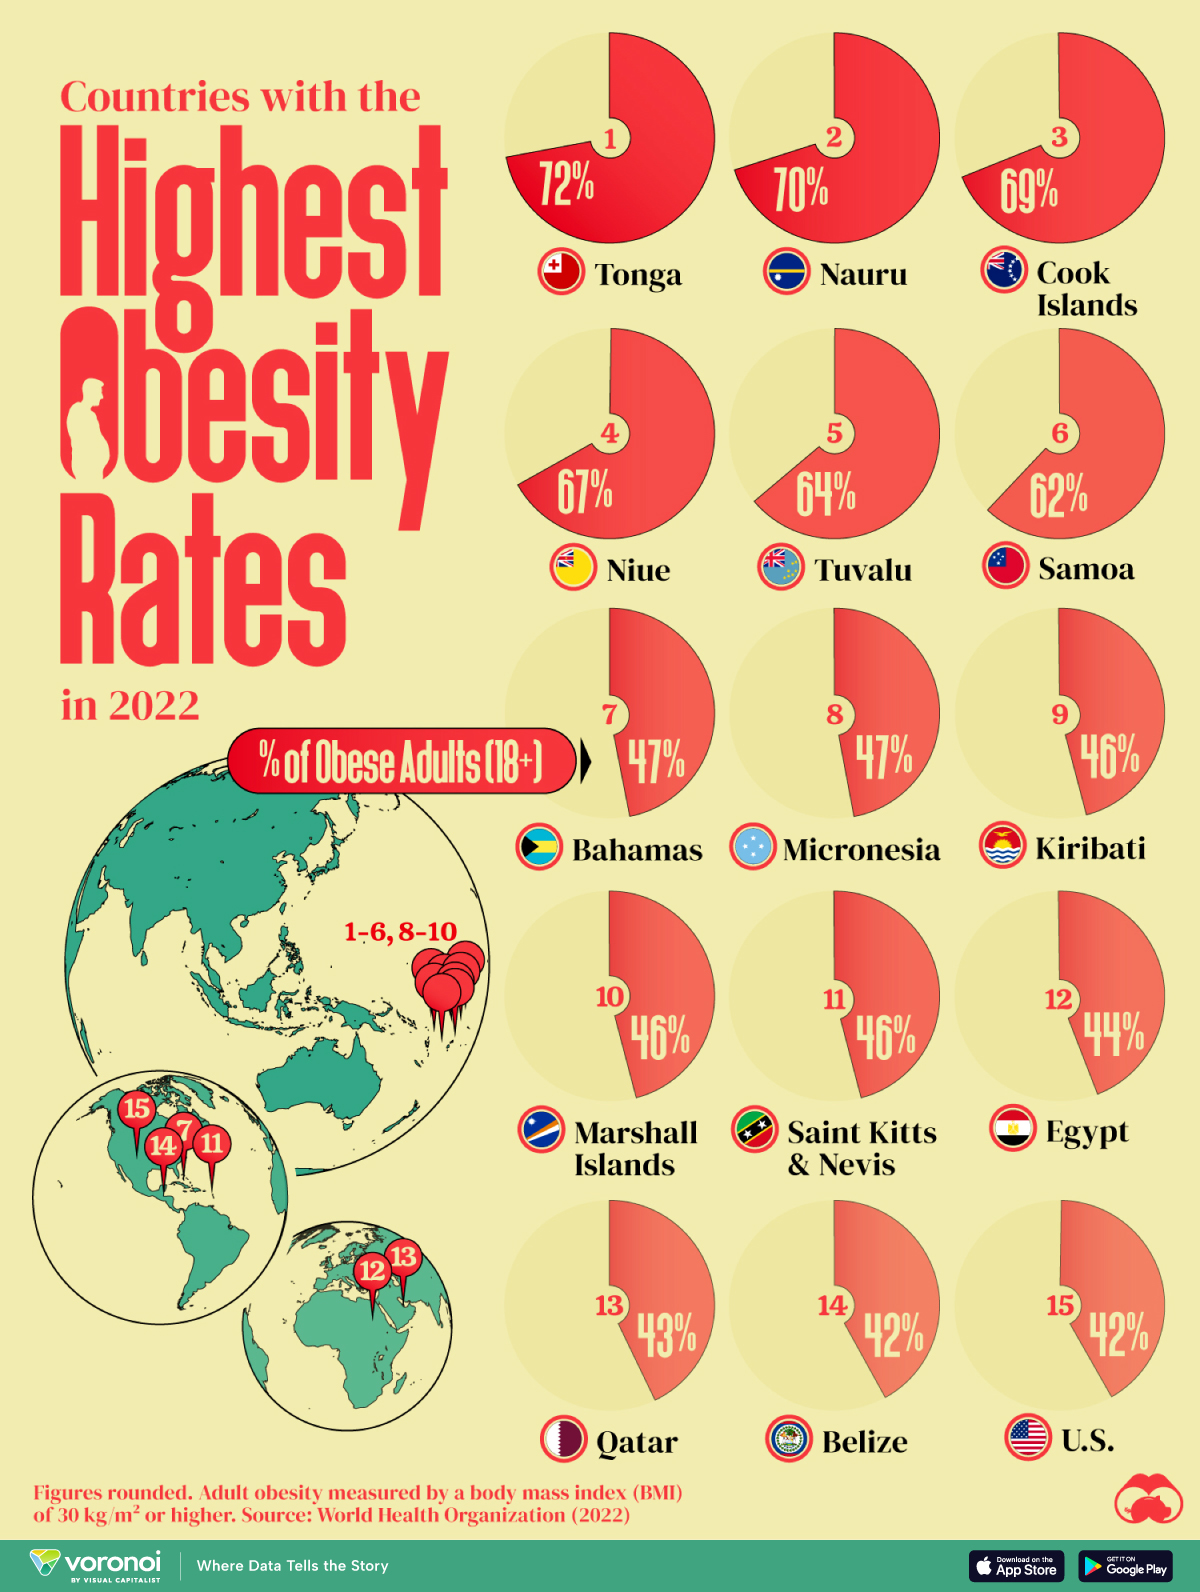 Countries with the
Highest
Obesity
Rates
in 2022
% of Obese Adults (18+)
1
72%
Tonga
2
70%
Nauru
3
69%
Cook
Islands
4
67%
Niue
5
64%
Tuvalu
6
62%
Samoa
7
47%
Bahamas
8
47%
Micronesia
9
46%
Kiribati
10
46%
Marshall
Islands
11
46%
Saint Kitts
& Nevis
12
44%
Egypt
13
43%
Qatar
14
42%
Belize
15
42%
U.S.
1-6, 8-10
15
14
7
11
12
13
Figures rounded. Adult obesity measured by a body mass index (BMI)
of 30 kg/m² or higher. Source: World Health Organization (2022)
voronoi
BY VISUAL CAPITALIST
Where Data Tells the Story
Download on the
App Store
GET IT ON
Google Play